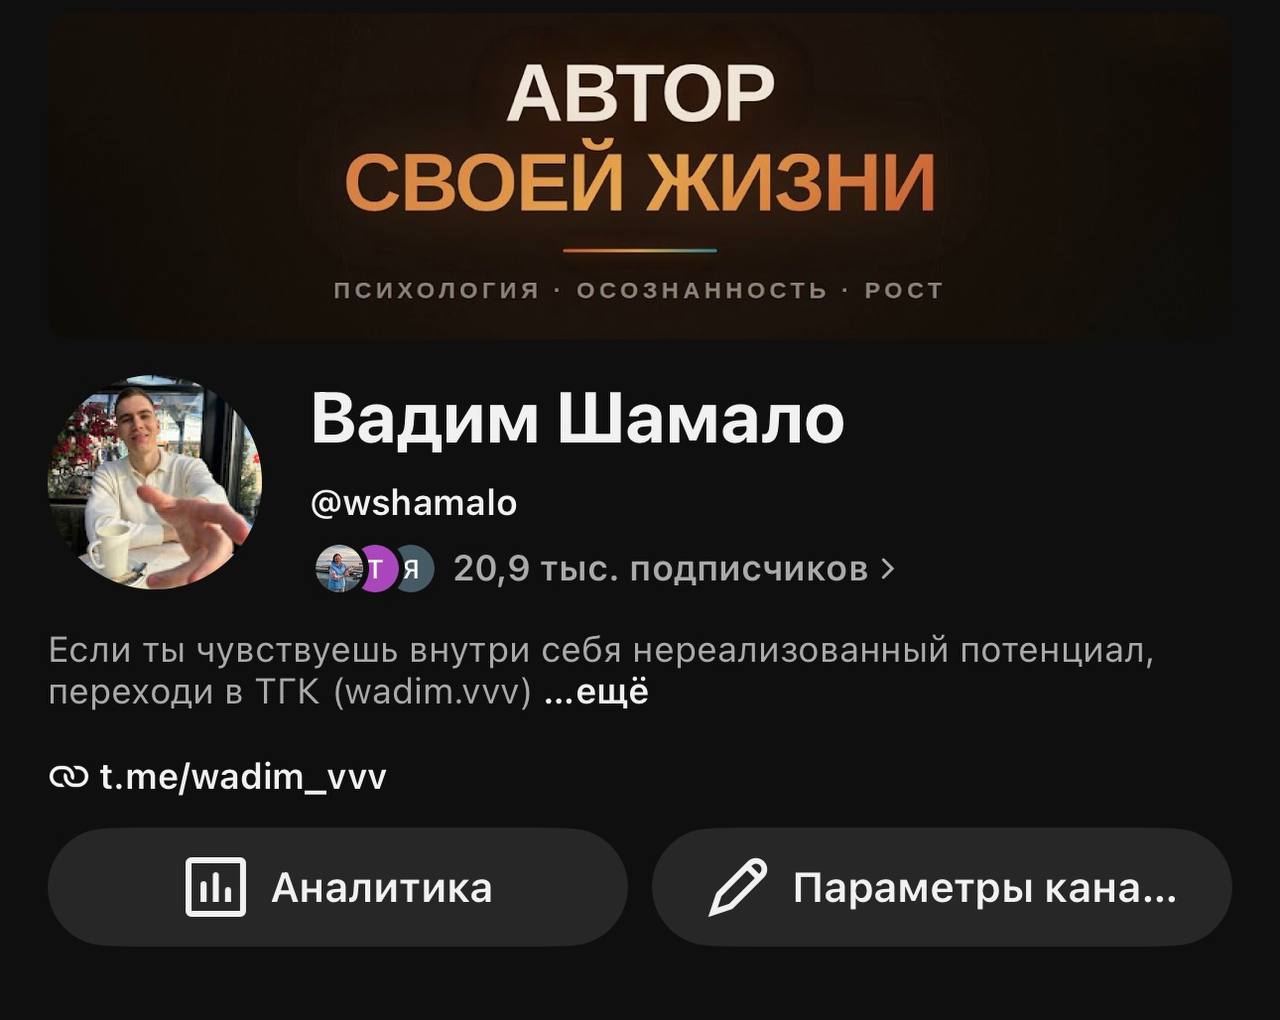 АВТОР
СВОЕЙ ЖИЗНИ
ПСИХОЛОГИЯ · ОСОЗНАННОСТЬ · РОСТ
Вадим Шамало
@wshamalo
Т Я 20,9 тыс. подписчиков
Если ты чувствуешь внутри себя нереализованный потенциал,
переходи в ТГК (wadim.vvv) ...ещё
t.me/wadim_vvv
Аналитика
Параметры кана...